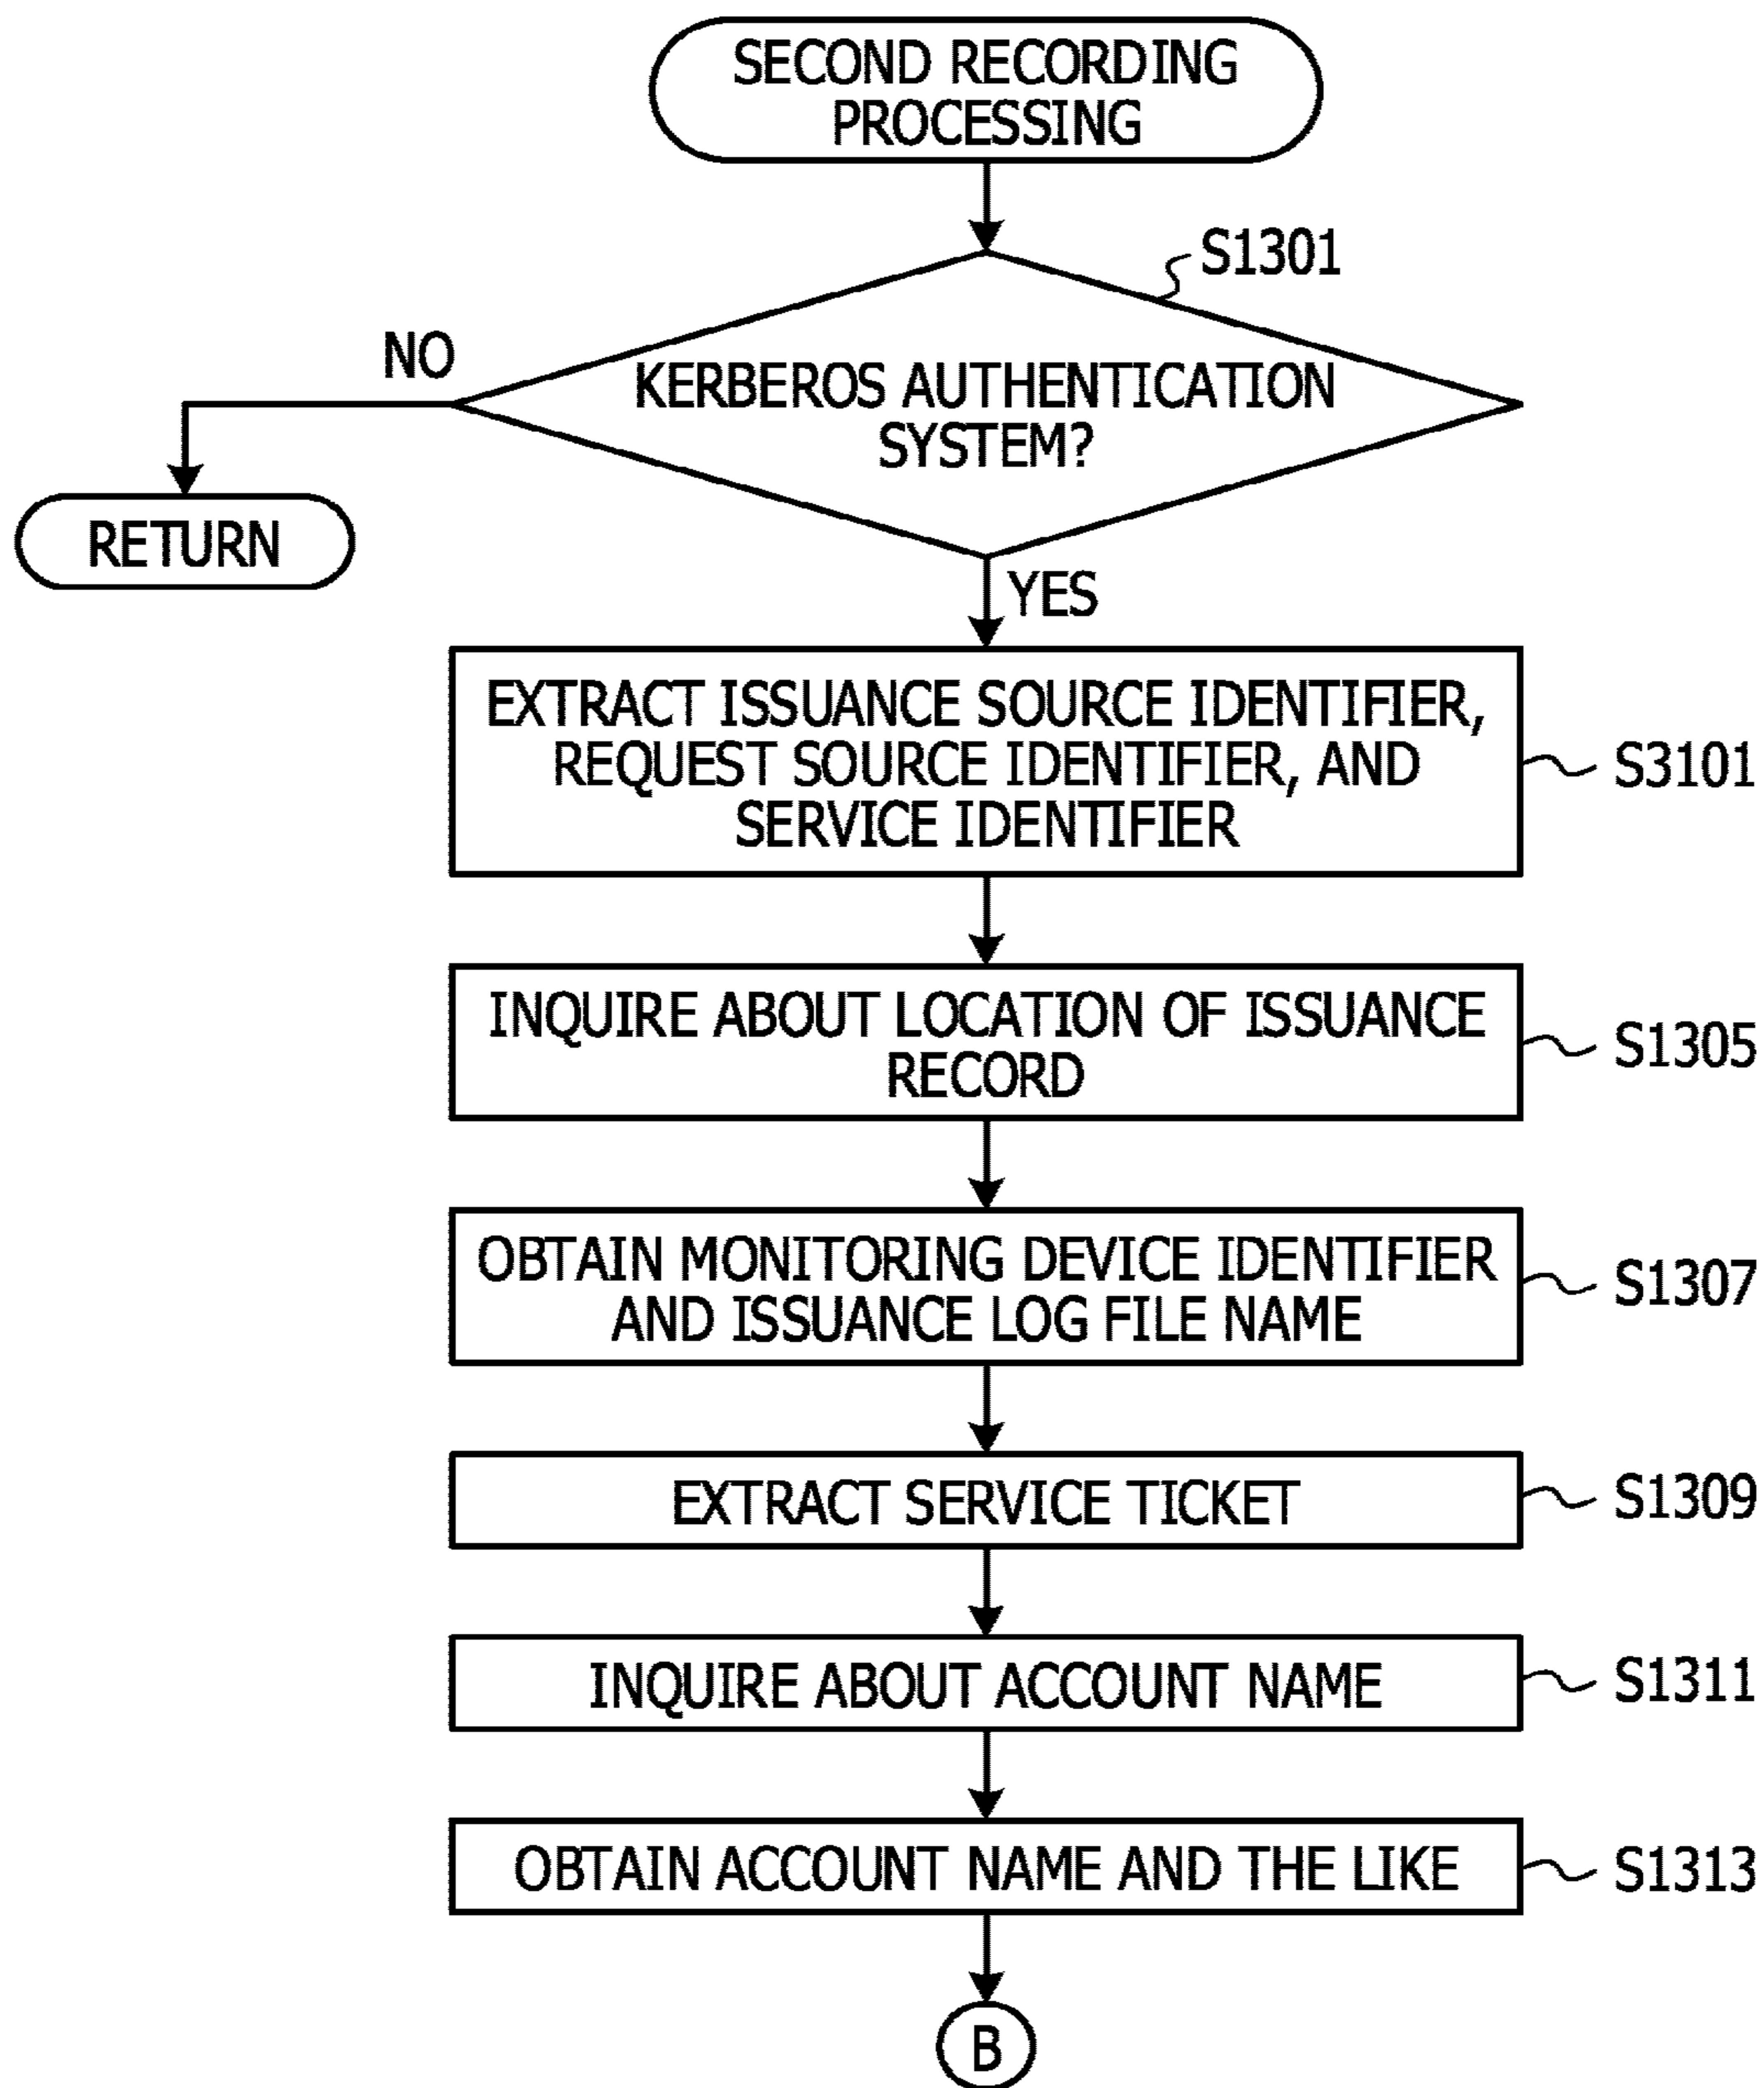 SECOND RECORDING
PROCESSING
S1301
NO
KERBEROS AUTHENTICATION
SYSTEM?
RETURN
YES
EXTRACT ISSUANCE SOURCE IDENTIFIER,
REQUEST SOURCE IDENTIFIER, AND
SERVICE IDENTIFIER
S3101
INQUIRE ABOUT LOCATION OF ISSUANCE
RECORD
S1305
OBTAIN MONITORING DEVICE IDENTIFIER
AND ISSUANCE LOG FILE NAME
S1307
EXTRACT SERVICE TICKET
S1309
INQUIRE ABOUT ACCOUNT NAME
S1311
OBTAIN ACCOUNT NAME AND THE LIKE
S1313
B